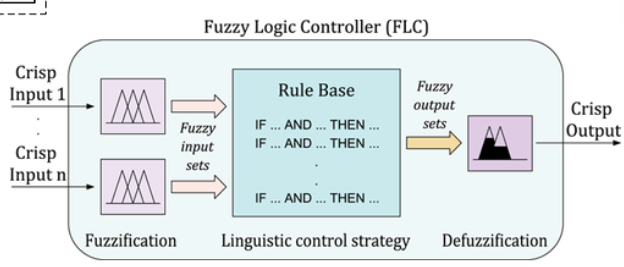 Fuzzy Logic Controller (FLC)
Crisp
Input 1
.
.
Crisp
Input n
Fuzzy
input
sets
Rule Base
IF ... AND ... THEN ...
IF ... AND ... THEN ...
.
.
IF ... AND ... THEN ...
Fuzzy
output
sets
Crisp
Output
Fuzzification
Linguistic control strategy
Defuzzification